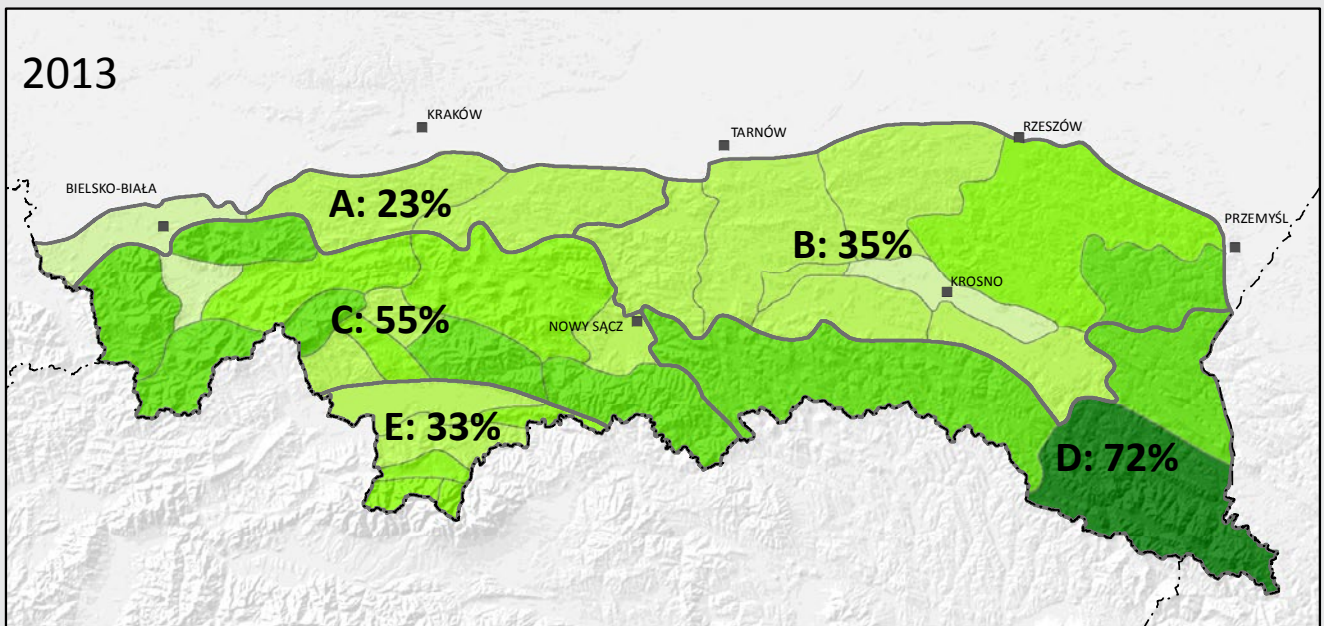 2013
KRAKÓW
RZESZÓW
TARNÓW
BIELSKO-BIAŁA
A: 23%
PRZEMYŚL
B: 35%
KROSNO
C: 55%
NOWY SĄCZ
E: 33%
D: 72%